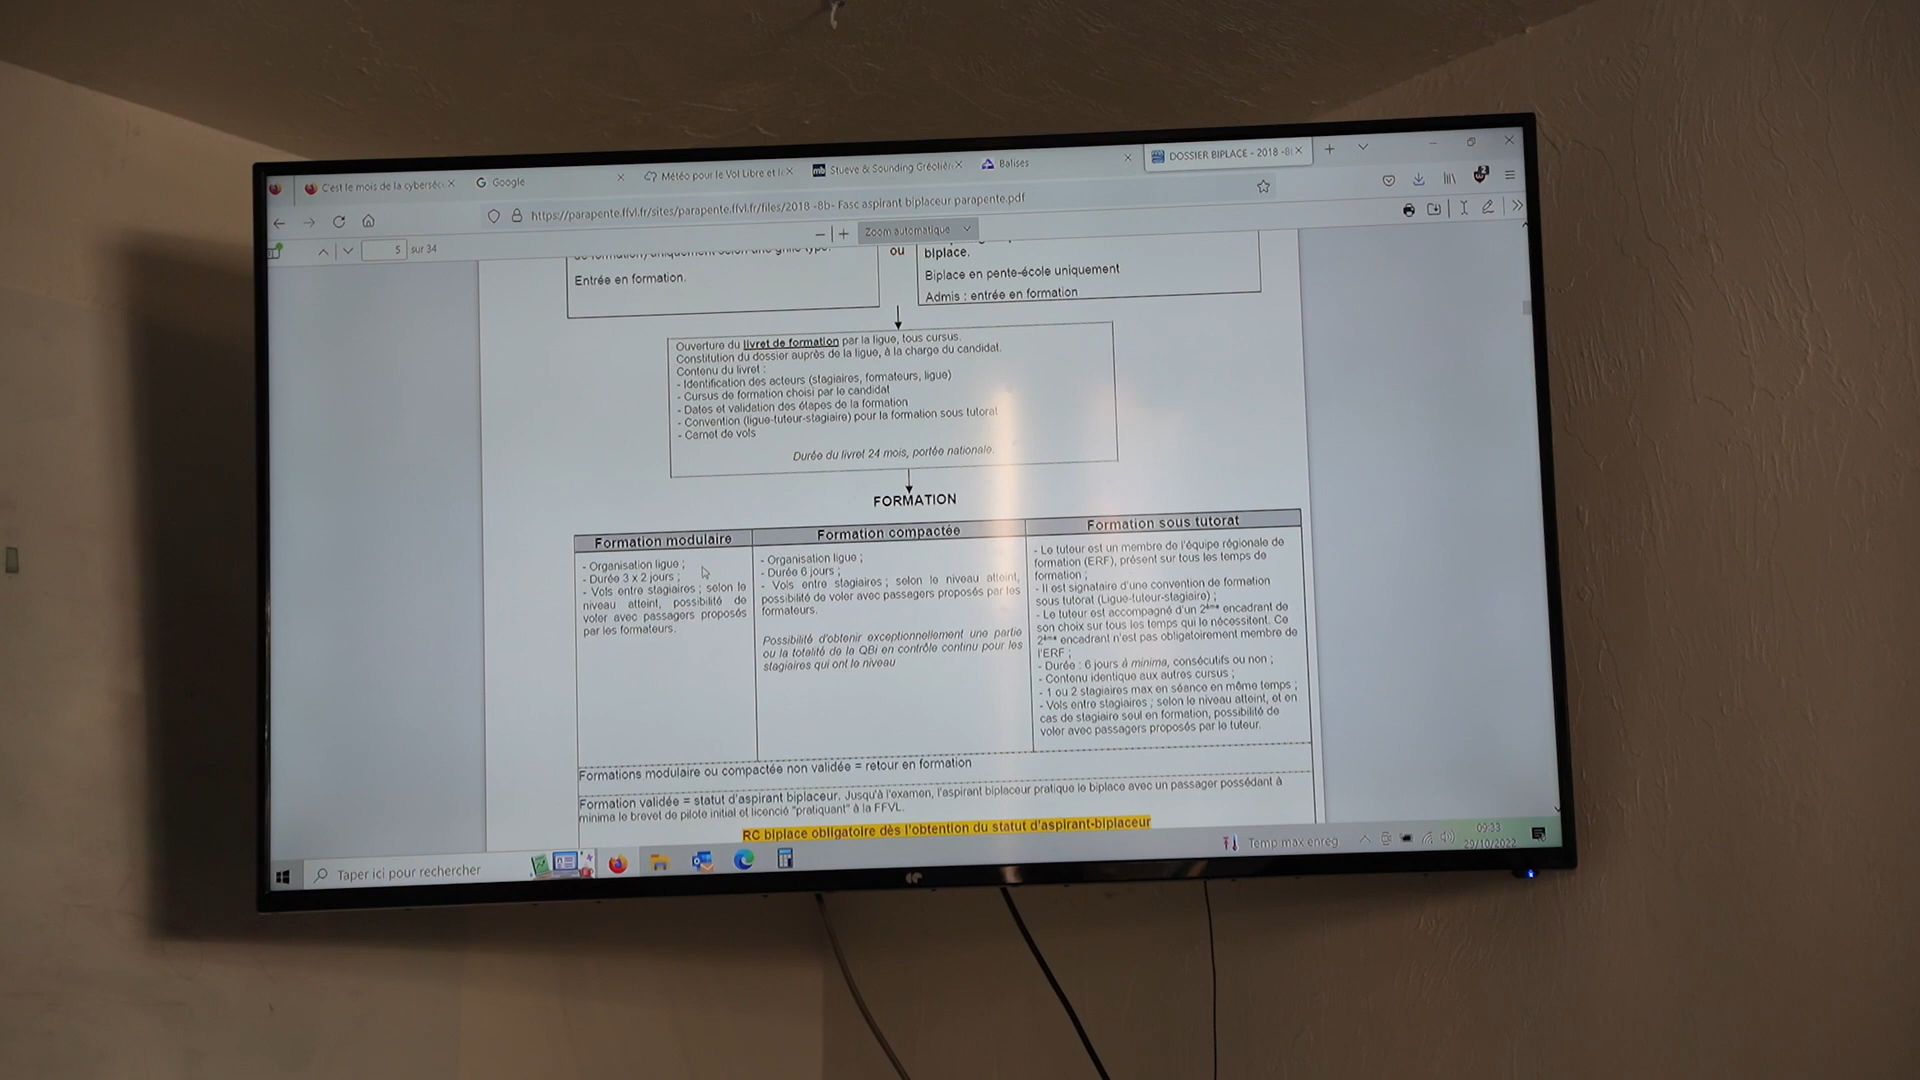 C'est le mois de la cybersécu
Google
Météo pour le Vol Libre et l
Stueve & Sounding Gréolièr
Balises
DOSSIER BIPLACE - 2018 -8
https://parapente.ffvl.fr/sites/parapente.ffvl.fr/files/2018 -8b- Fasc aspirant biplaceur parapente.pdf
5 sur 34
Zoom automatique
de formation) uniquement selon une grille type.
Entrée en formation.
ou
biplace.
Biplace en pente-école uniquement
Admis : entrée en formation
Ouverture du livret de formation par la ligue, tous cursus.
Constitution du dossier auprès de la ligue, à la charge du candidat.
Contenu du livret :
- Identification des acteurs (stagiaires, formateurs, ligue)
- Cursus de formation choisi par le candidat
- Dates et validation des étapes de la formation
- Convention (ligue-tuteur-stagiaire) pour la formation sous tutorat
- Carnet de vols
Durée du livret 24 mois, portée nationale.
FORMATION
Formation modulaire
- Organisation ligue ;
- Durée 3 x 2 jours ;
- Vols entre stagiaires ; selon le
niveau atteint, possibilité de
voler avec passagers proposés
par les formateurs.
Formation compactée
- Organisation ligue ;
- Durée 6 jours ;
- Vols entre stagiaires ; selon le niveau atteint,
possibilité de voler avec passagers proposés par les
formateurs.
Possibilité d'obtenir exceptionnellement une partie
ou la totalité de la QBi en contrôle continu pour les
stagiaires qui ont le niveau
Formation sous tutorat
- Le tuteur est un membre de l'équipe régionale de
formation (ERF), présent sur tous les temps de
formation ;
- Il est signataire d'une convention de formation
sous tutorat (Ligue-tuteur-stagiaire) ;
- Le tuteur est accompagné d'un 2ème encadrant de
son choix sur tous les temps qui le nécessitent. Ce
2ème encadrant n'est pas obligatoirement membre de
l'ERF ;
- Durée : 6 jours à minima, consécutifs ou non ;
- Contenu identique aux autres cursus ;
- 1 ou 2 stagiaires max en séance en même temps ;
- Vols entre stagiaires ; selon le niveau atteint, et en
cas de stagiaire seul en formation, possibilité de
voler avec passagers proposés par le tuteur.
Formations modulaire ou compactée non validée = retour en formation
Formation validée = statut d'aspirant biplaceur. Jusqu'à l'examen, l'aspirant biplaceur pratique le biplace avec un passager possédant à
minima le brevet de pilote initial et licencié "pratiquant" à la FFVL.
RC biplace obligatoire dès l'obtention du statut d'aspirant-biplaceur
Taper ici pour rechercher
Temp max enreg
09:33
29/10/2022